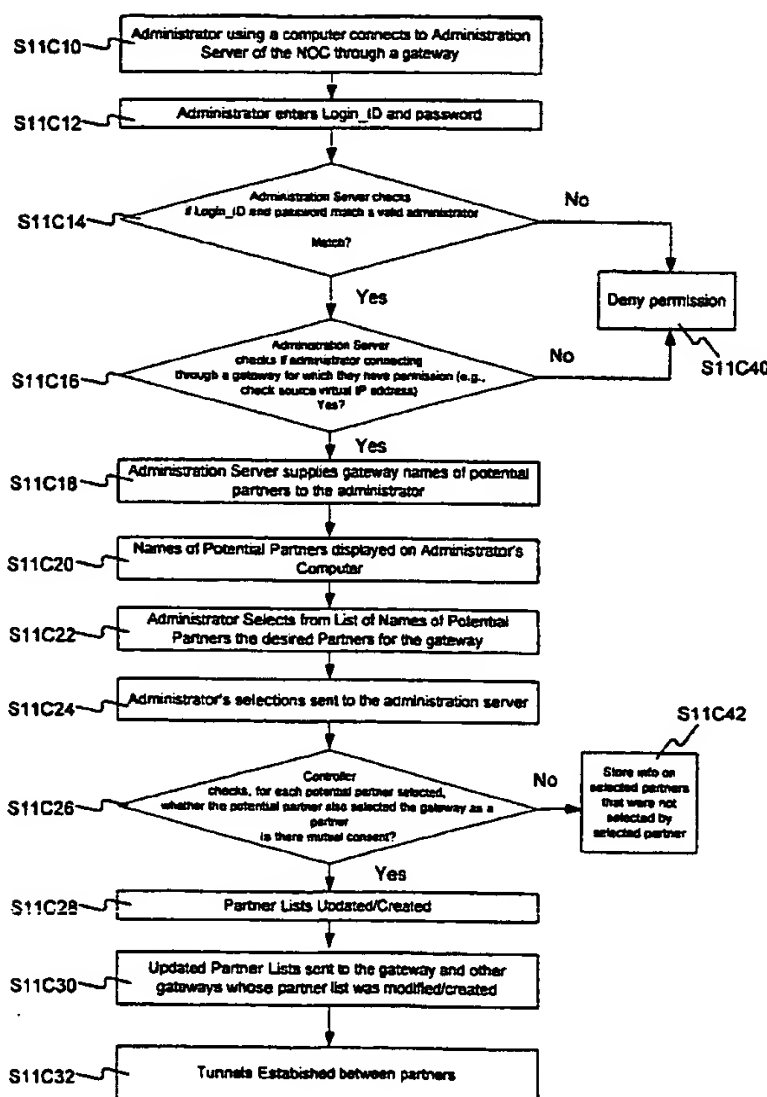 S11C10
Administrator using a computer connects to Administration
Server of the NOC through a gateway
S11C12
Administrator enters Login_ID and password
S11C14
Administration Server checks
if Login_ID and password match a valid administrator
Match?
No
Yes
Deny permission
S11C40
S11C16
Administration Server
checks if administrator connecting
through a gateway for which they have permission (e.g.,
check source virtual IP address)
Yes?
No
Yes
S11C18
Administration Server supplies gateway names of potential
partners to the administrator
S11C20
Names of Potential Partners displayed on Administrator's
Computer
S11C22
Administrator Selects from List of Names of Potential
Partners the desired Partners for the gateway
S11C24
Administrator's selections sent to the administration server
S11C26
Controller
checks, for each potential partner selected,
whether the potential partner also selected the gateway as a
partner
Is there mutual consent?
No
S11C42
Store info on
selected partners
that were not
selected by
selected partner
Yes
S11C28
Partner Lists Updated/Created
S11C30
Updated Partner Lists sent to the gateway and other
gateways whose partner list was modified/created
S11C32
Tunnels Estabished between partners